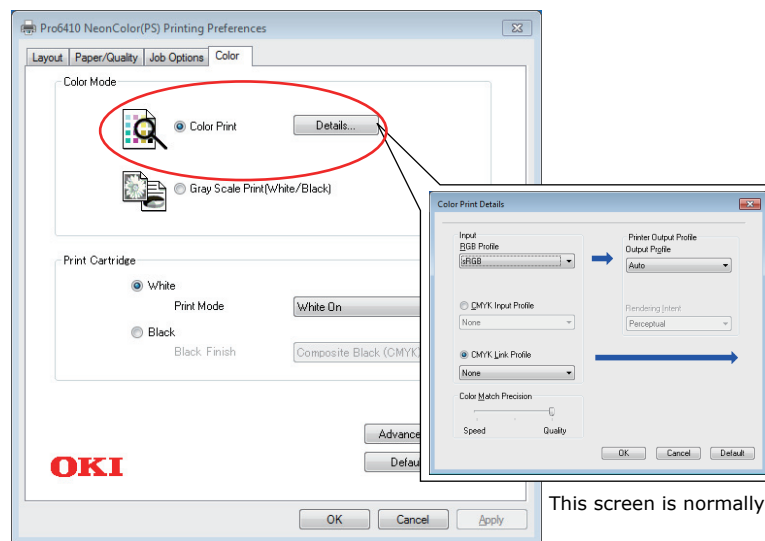 Pro6410 NeonColor(PS) Printing Preferences
Layout Paper/Quality Job Options Color
Color Mode
Color Print
Details...
Gray Scale Print(White/Black)
Print Cartridge
White
Print Mode
White On
Black
Black Finish
Composite Black (CMYK)
Advance
Defau
OKI
OK Cancel Apply
Color Print Details
Input
RGB Profile
sRGB
CMYK Input Profile
None
CMYK Link Profile
None
Color Match Precision
Speed Quality
Printer Output Profile
Output Profile
Auto
Rendering Intent
Perceptual
OK Cancel Default
This screen is normally